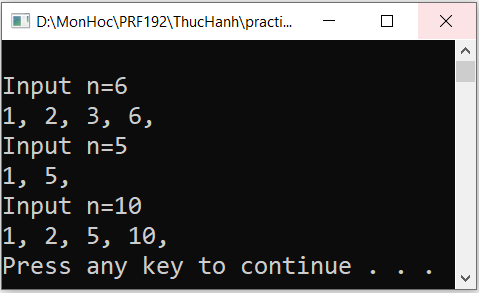 D:\MonHoc\PRF192\ThucHanh\practi...
Input n=6
1, 2, 3, 6,
Input n=5
1, 5,
Input n=10
1, 2, 5, 10,
Press any key to continue . . .